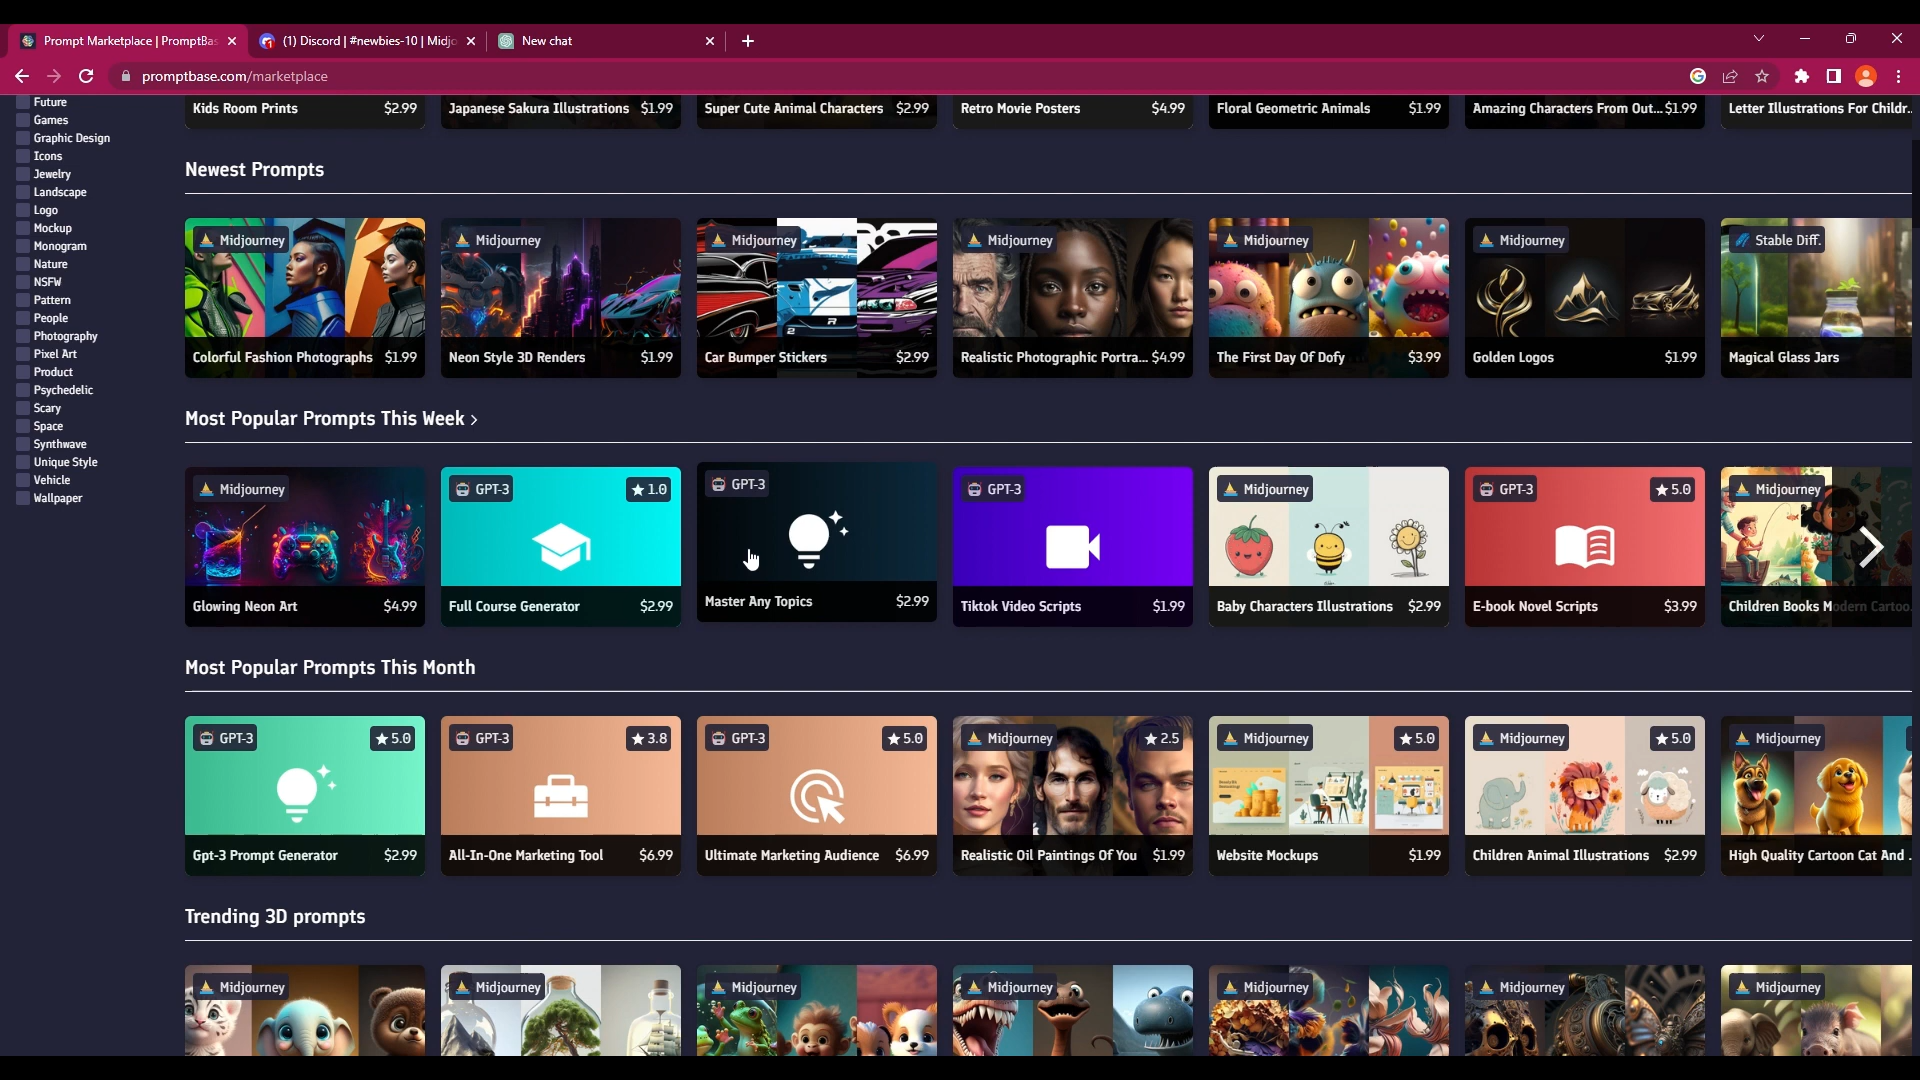 Prompt Marketplace | PromptBas
(1) Discord | #newbies-10 | Midjo
New chat
promptbase.com/marketplace
Future
Games
Graphic Design
Icons
Jewelry
Landscape
Logo
Mockup
Monogram
Nature
NSFW
Pattern
People
Photography
Pixel Art
Product
Psychedelic
Scary
Space
Synthwave
Unique Style
Vehicle
Wallpaper
Kids Room Prints $2.99
Japanese Sakura Illustrations $1.99
Super Cute Animal Characters $2.99
Retro Movie Posters $4.99
Floral Geometric Animals $1.99
Amazing Characters From Out... $1.99
Letter Illustrations For Childr...
Newest Prompts
Midjourney
Colorful Fashion Photographs $1.99
Midjourney
Neon Style 3D Renders $1.99
Midjourney
Car Bumper Stickers $2.99
Midjourney
Realistic Photographic Portra... $4.99
Midjourney
The First Day Of Dofy $3.99
Midjourney
Golden Logos $1.99
Stable Diff.
Magical Glass Jars
Most Popular Prompts This Week >
Midjourney
Glowing Neon Art $4.99
GPT-3 1.0
Full Course Generator $2.99
GPT-3
Master Any Topics $2.99
GPT-3
Tiktok Video Scripts $1.99
Midjourney
Baby Characters Illustrations $2.99
GPT-3 5.0
E-book Novel Scripts $3.99
Midjourney
Children Books Modern Cartoo...
Most Popular Prompts This Month
GPT-3 5.0
Gpt-3 Prompt Generator $2.99
GPT-3 3.8
All-In-One Marketing Tool $6.99
GPT-3 5.0
Ultimate Marketing Audience $6.99
Midjourney 2.5
Realistic Oil Paintings Of You $1.99
Midjourney 5.0
Website Mockups $1.99
Midjourney 5.0
Children Animal Illustrations $2.99
Midjourney
High Quality Cartoon Cat And ...
Trending 3D prompts
Midjourney
Midjourney
Midjourney
Midjourney
Midjourney
Midjourney
Midjourney